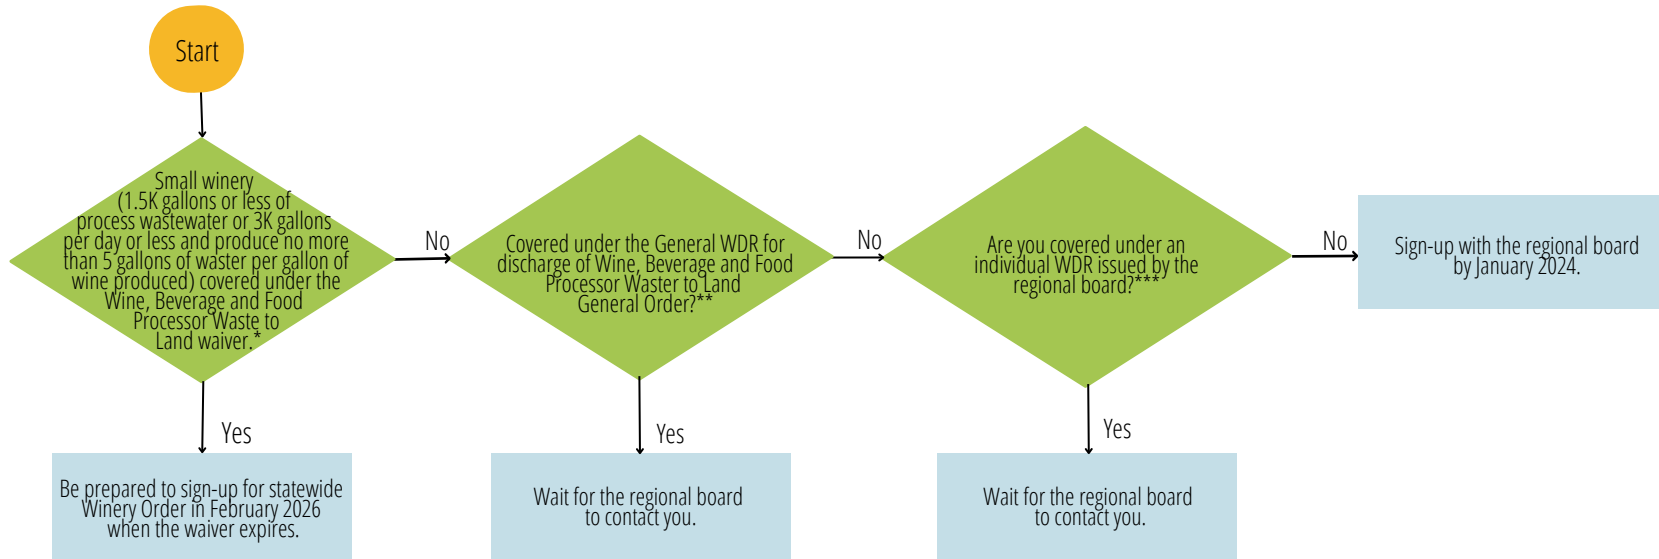 Start
Small winery
(1.5K gallons or less of
process wastewater or 3K gallons
per day or less and produce no more
than 5 gallons of waster per gallon of
wine produced) covered under the
Wine, Beverage and Food
Processor Waste to
Land waiver.*
No
Covered under the General WDR for
discharge of Wine, Beverage and Food
Processor Waster to Land
General Order?**
No
Are you covered under an
individual WDR issued by the
regional board?***
No
Sign-up with the regional board
by January 2024.
Yes
Yes
Yes
Be prepared to sign-up for statewide
Winery Order in February 2026
when the waiver expires.
Wait for the regional board
to contact you.
Wait for the regional board
to contact you.